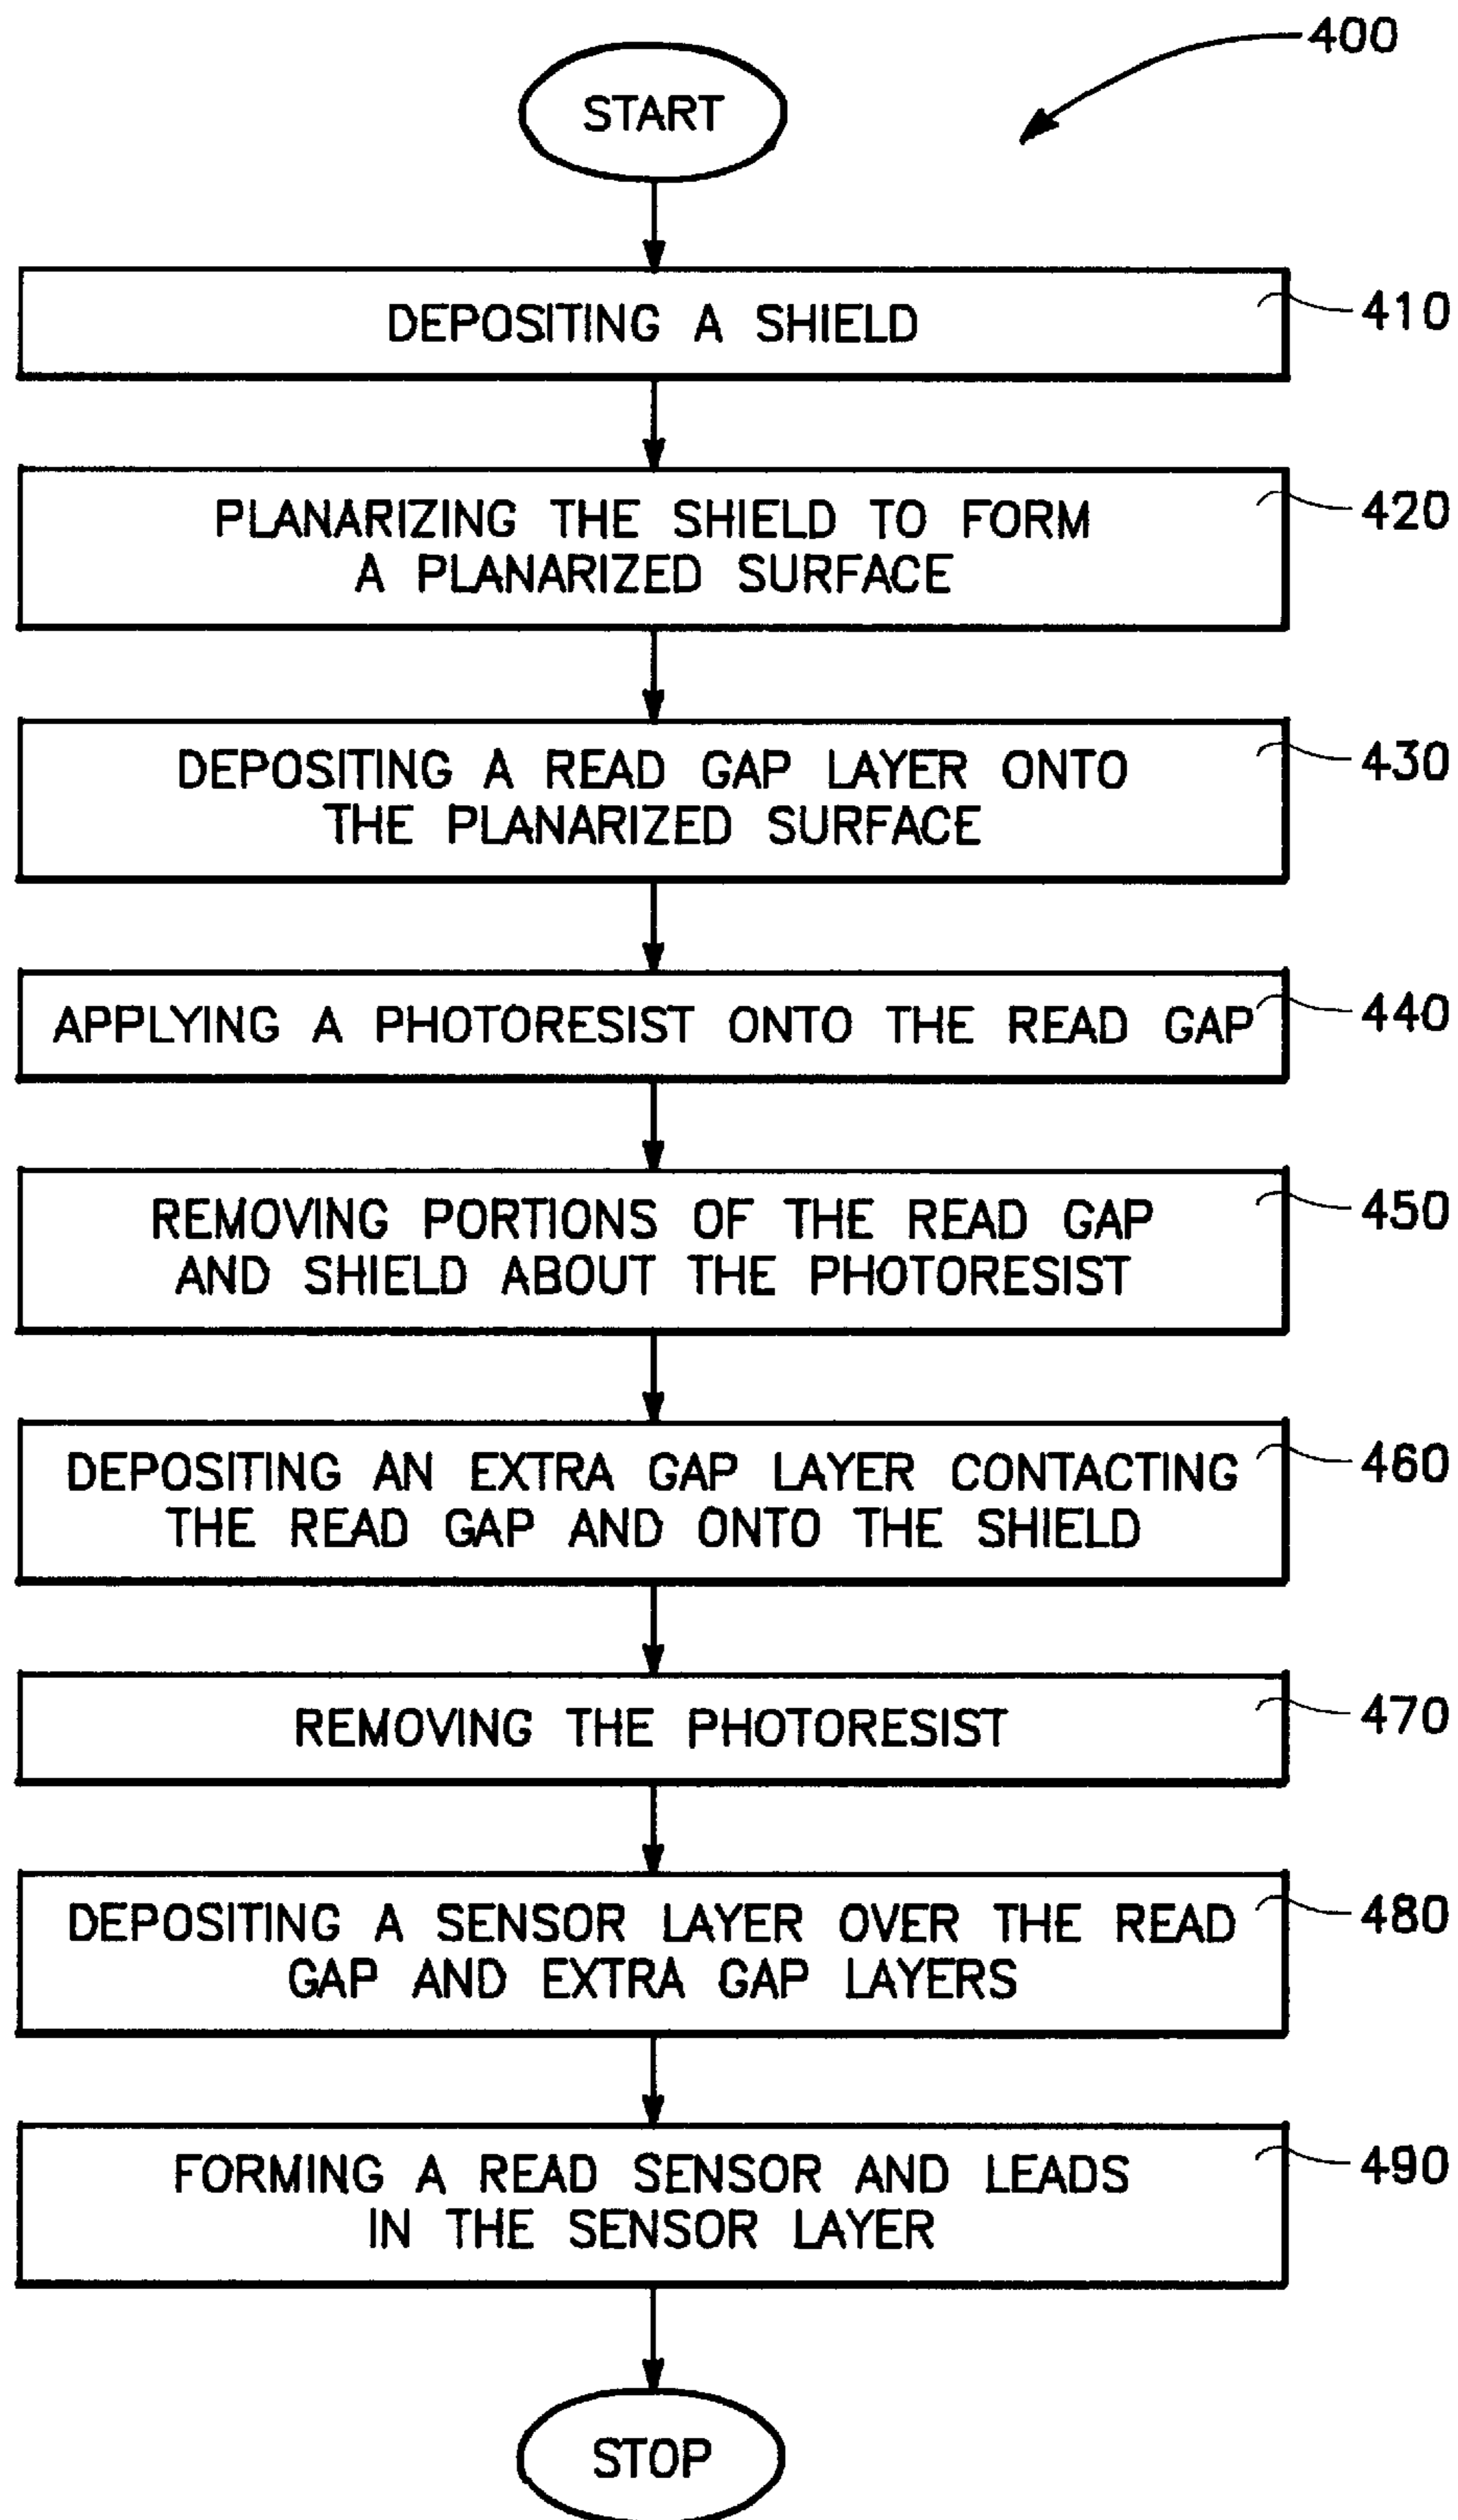 400
START
DEPOSITING A SHIELD
410
PLANARIZING THE SHIELD TO FORM
A PLANARIZED SURFACE
420
DEPOSITING A READ GAP LAYER ONTO
THE PLANARIZED SURFACE
430
APPLYING A PHOTORESIST ONTO THE READ GAP
440
REMOVING PORTIONS OF THE READ GAP
AND SHIELD ABOUT THE PHOTORESIST
450
DEPOSITING AN EXTRA GAP LAYER CONTACTING
THE READ GAP AND ONTO THE SHIELD
460
REMOVING THE PHOTORESIST
470
DEPOSITING A SENSOR LAYER OVER THE READ
GAP AND EXTRA GAP LAYERS
480
FORMING A READ SENSOR AND LEADS
IN THE SENSOR LAYER
490
STOP